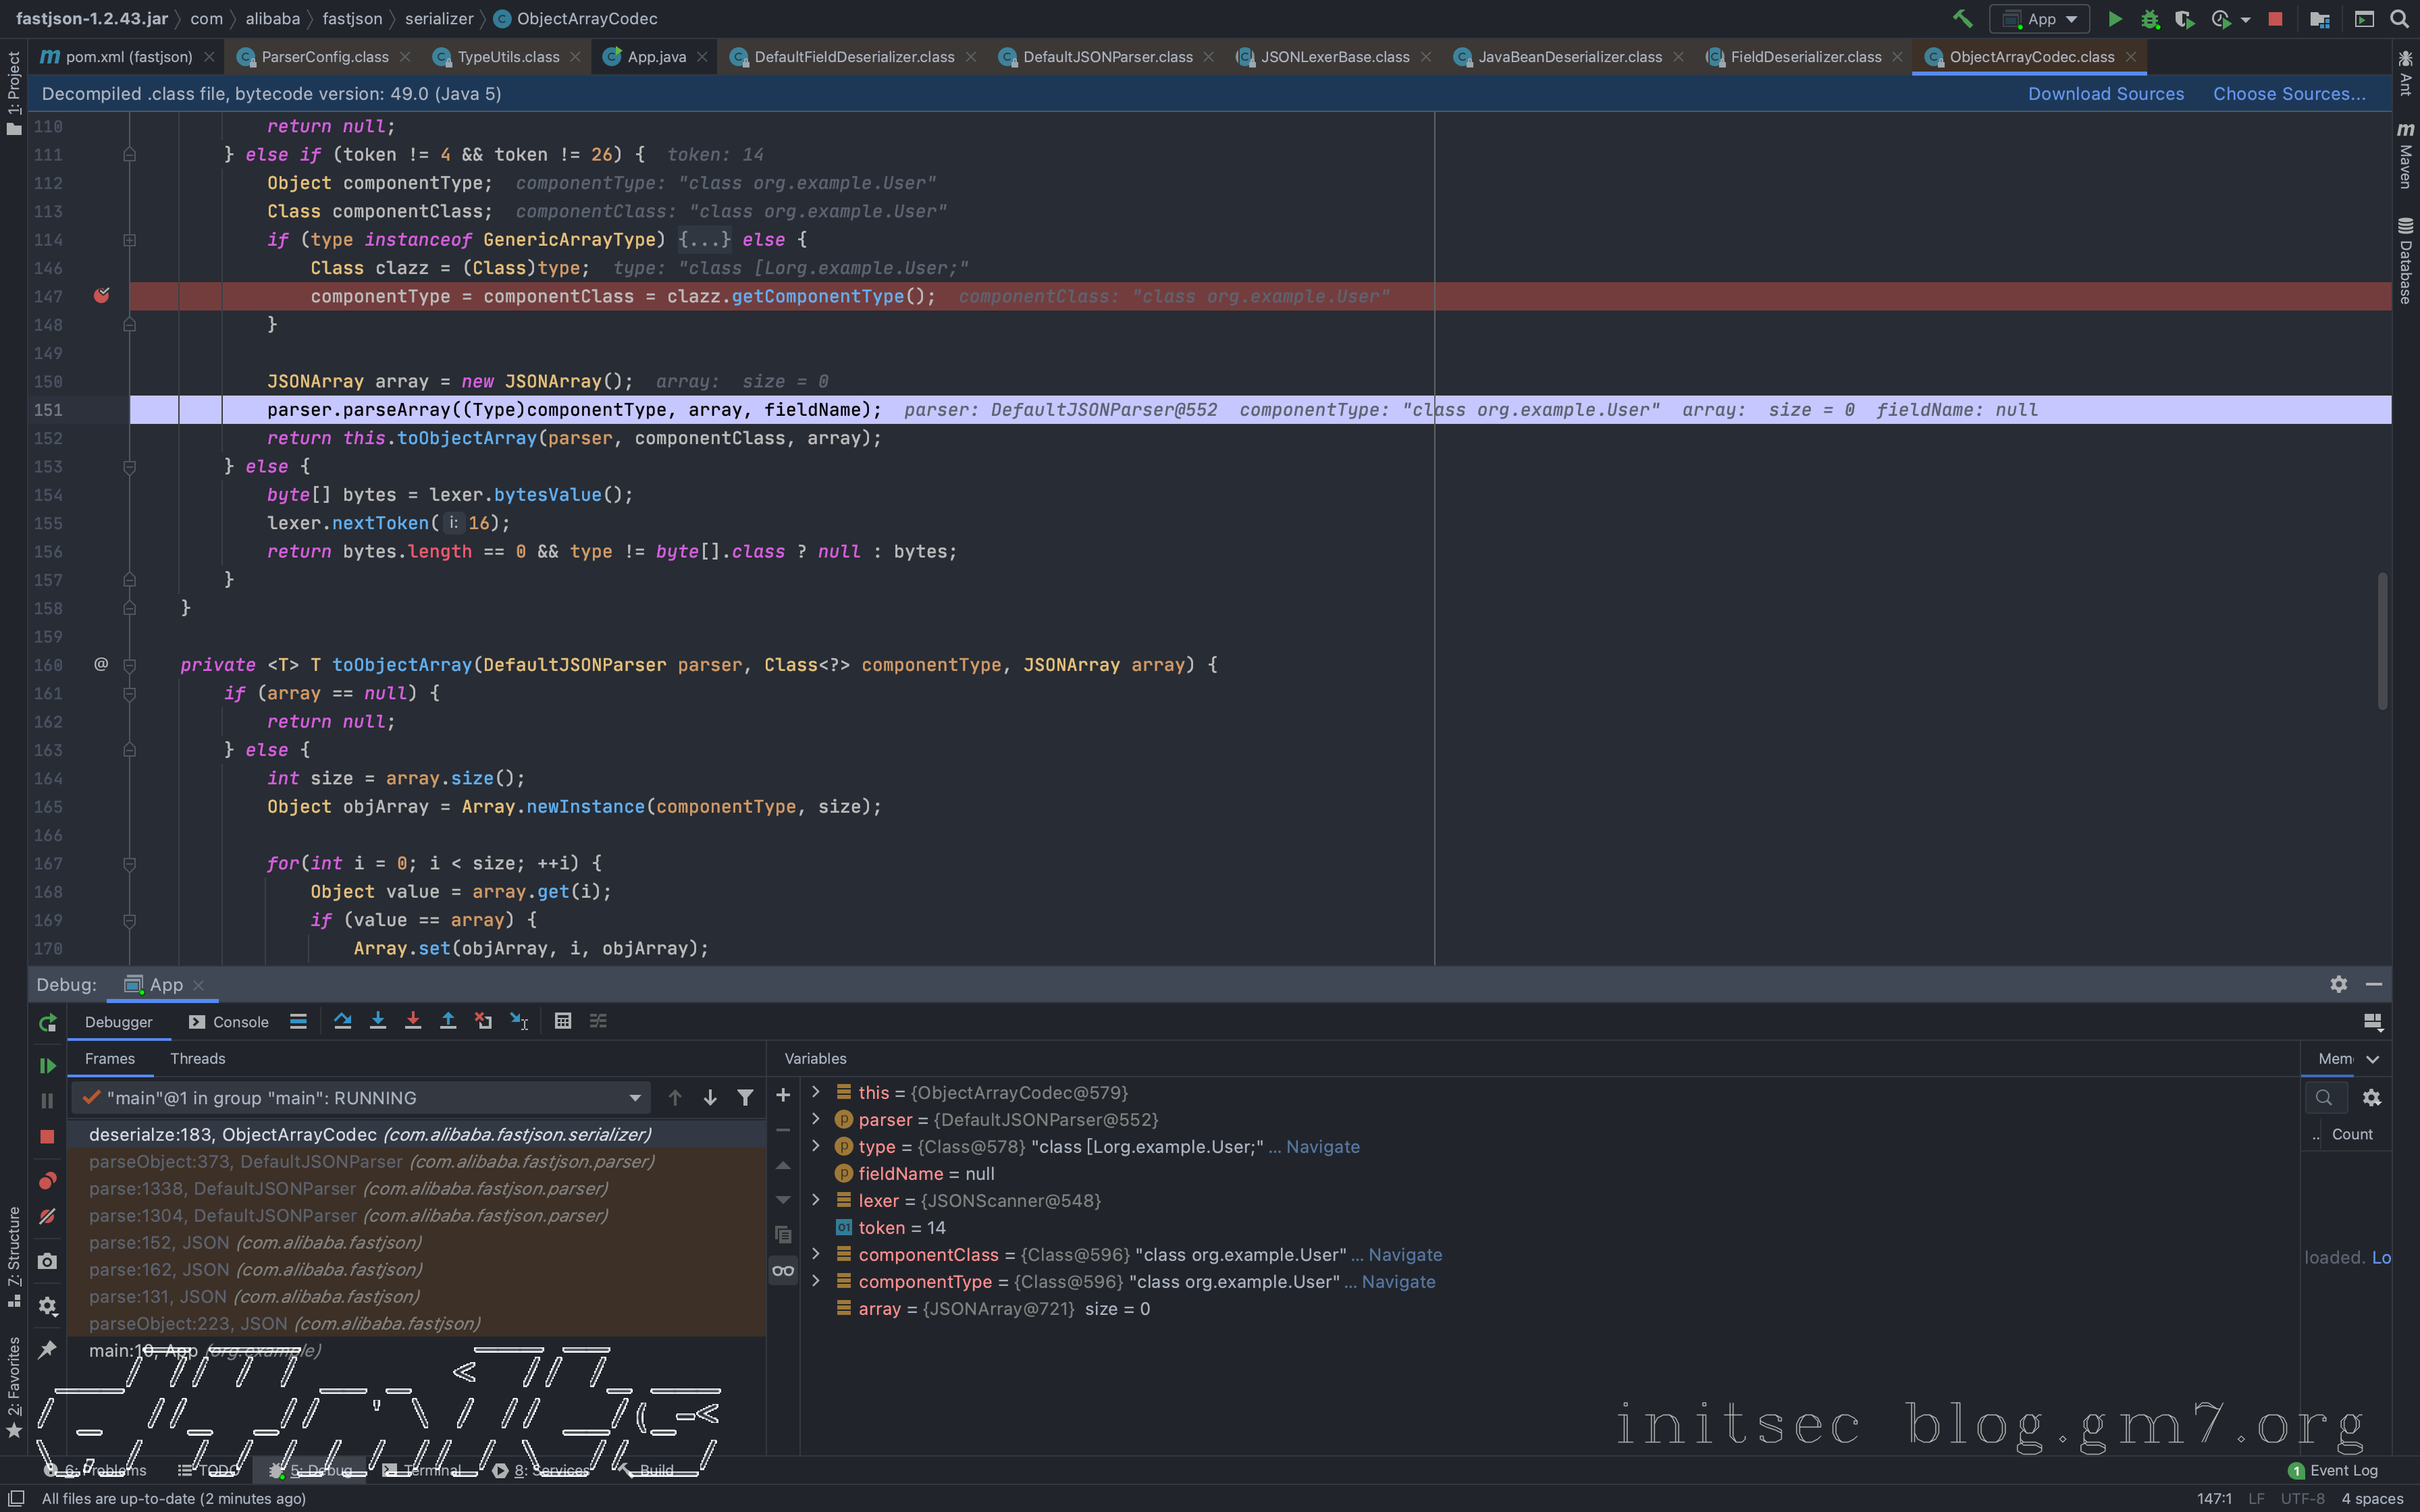 fastjson-1.2.43.jar com alibaba fastjson serializer ObjectArrayCodec App
pom.xml (fastjson) ParserConfig.class TypeUtils.class App.java DefaultFieldDeserializer.class DefaultJSONParser.class JSONLexerBase.class JavaBeanDeserializer.class FieldDeserializer.class ObjectArrayCodec.class
Decompiled .class file, bytecode version: 49.0 (Java 5) Download Sources Choose Sources...
1: Project
7: Structure
2: Favorites
Ant
Maven
Database
110 return null;
111 } else if (token != 4 && token != 26) { token: 14
112 Object componentType; componentType: "class org.example.User"
113 Class componentClass; componentClass: "class org.example.User"
114 if (type instanceof GenericArrayType) {...} else {
146 Class clazz = (Class)type; type: "class [Lorg.example.User;"
147 componentType = componentClass = clazz.getComponentType(); componentClass: "class org.example.User"
148 }
149
150 JSONArray array = new JSONArray(); array: size = 0
151 parser.parseArray((Type)componentType, array, fieldName); parser: DefaultJSONParser@552 componentType: "class org.example.User" array: size = 0 fieldName: null
152 return this.toObjectArray(parser, componentClass, array);
153 } else {
154 byte[] bytes = lexer.bytesValue();
155 lexer.nextToken( i: 16);
156 return bytes.length == 0 && type != byte[].class ? null : bytes;
157 }
158 }
159
160 @ private <T> T toObjectArray(DefaultJSONParser parser, Class<?> componentType, JSONArray array) {
161 if (array == null) {
162 return null;
163 } else {
164 int size = array.size();
165 Object objArray = Array.newInstance(componentType, size);
166
167 for(int i = 0; i < size; ++i) {
168 Object value = array.get(i);
169 if (value == array) {
170 Array.set(objArray, i, objArray);
Debug: App
Debugger Console
Frames Threads
Variables
Mem
"main"@1 in group "main": RUNNING
deserialze:183, ObjectArrayCodec (com.alibaba.fastjson.serializer)
parseObject:373, DefaultJSONParser (com.alibaba.fastjson.parser)
parse:1338, DefaultJSONParser (com.alibaba.fastjson.parser)
parse:1304, DefaultJSONParser (com.alibaba.fastjson.parser)
parse:152, JSON (com.alibaba.fastjson)
parse:162, JSON (com.alibaba.fastjson)
parse:131, JSON (com.alibaba.fastjson)
parseObject:223, JSON (com.alibaba.fastjson)
main:10, App (org.example)
this = {ObjectArrayCodec@579}
parser = {DefaultJSONParser@552}
type = {Class@578} "class [Lorg.example.User;" ... Navigate
fieldName = null
lexer = {JSONScanner@548}
token = 14
componentClass = {Class@596} "class org.example.User" ... Navigate
componentType = {Class@596} "class org.example.User" ... Navigate
array = {JSONArray@721} size = 0
.. Count
loaded. Lo
initsec blog.gm7.org
6: Problems TODO 5: Debug Terminal 8: Services Build 1 Event Log
All files are up-to-date (2 minutes ago) 147:1 LF UTF-8 4 spaces